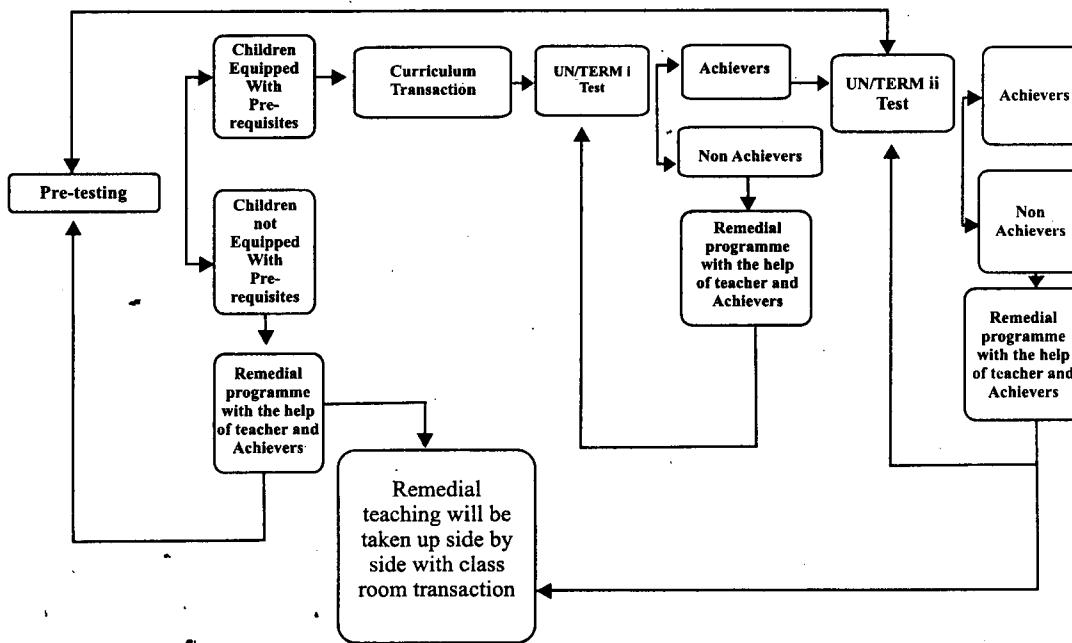 Children
Equipped
With
Pre-
requisites
Curriculum
Transaction
UN/TERM i
Test
Achievers
Non Achievers
Remedial
programme
with the help
of teacher and
Achievers
UN/TERM ii
Test
Achievers
Non
Achievers
Remedial
programme
with the help
of teacher and
Achievers
Pre-testing
Children
not
Equipped
With
Pre-
requisites
Remedial
programme
with the help
of teacher and
Achievers
Remedial
teaching will be
taken up side by
side with class
room transaction